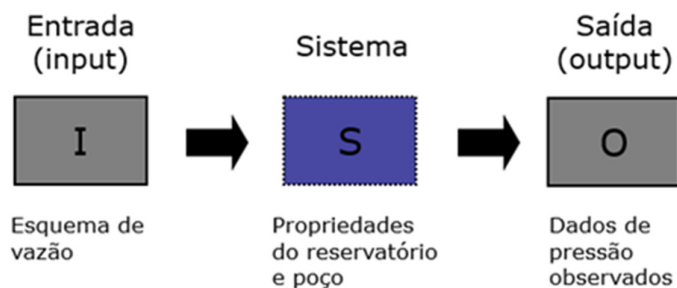 Entrada
(input)
Sistema
Saída
(output)
I
S
O
Esquema de
vazão
Propriedades
do reservatório
e poço
Dados de
pressão
observados